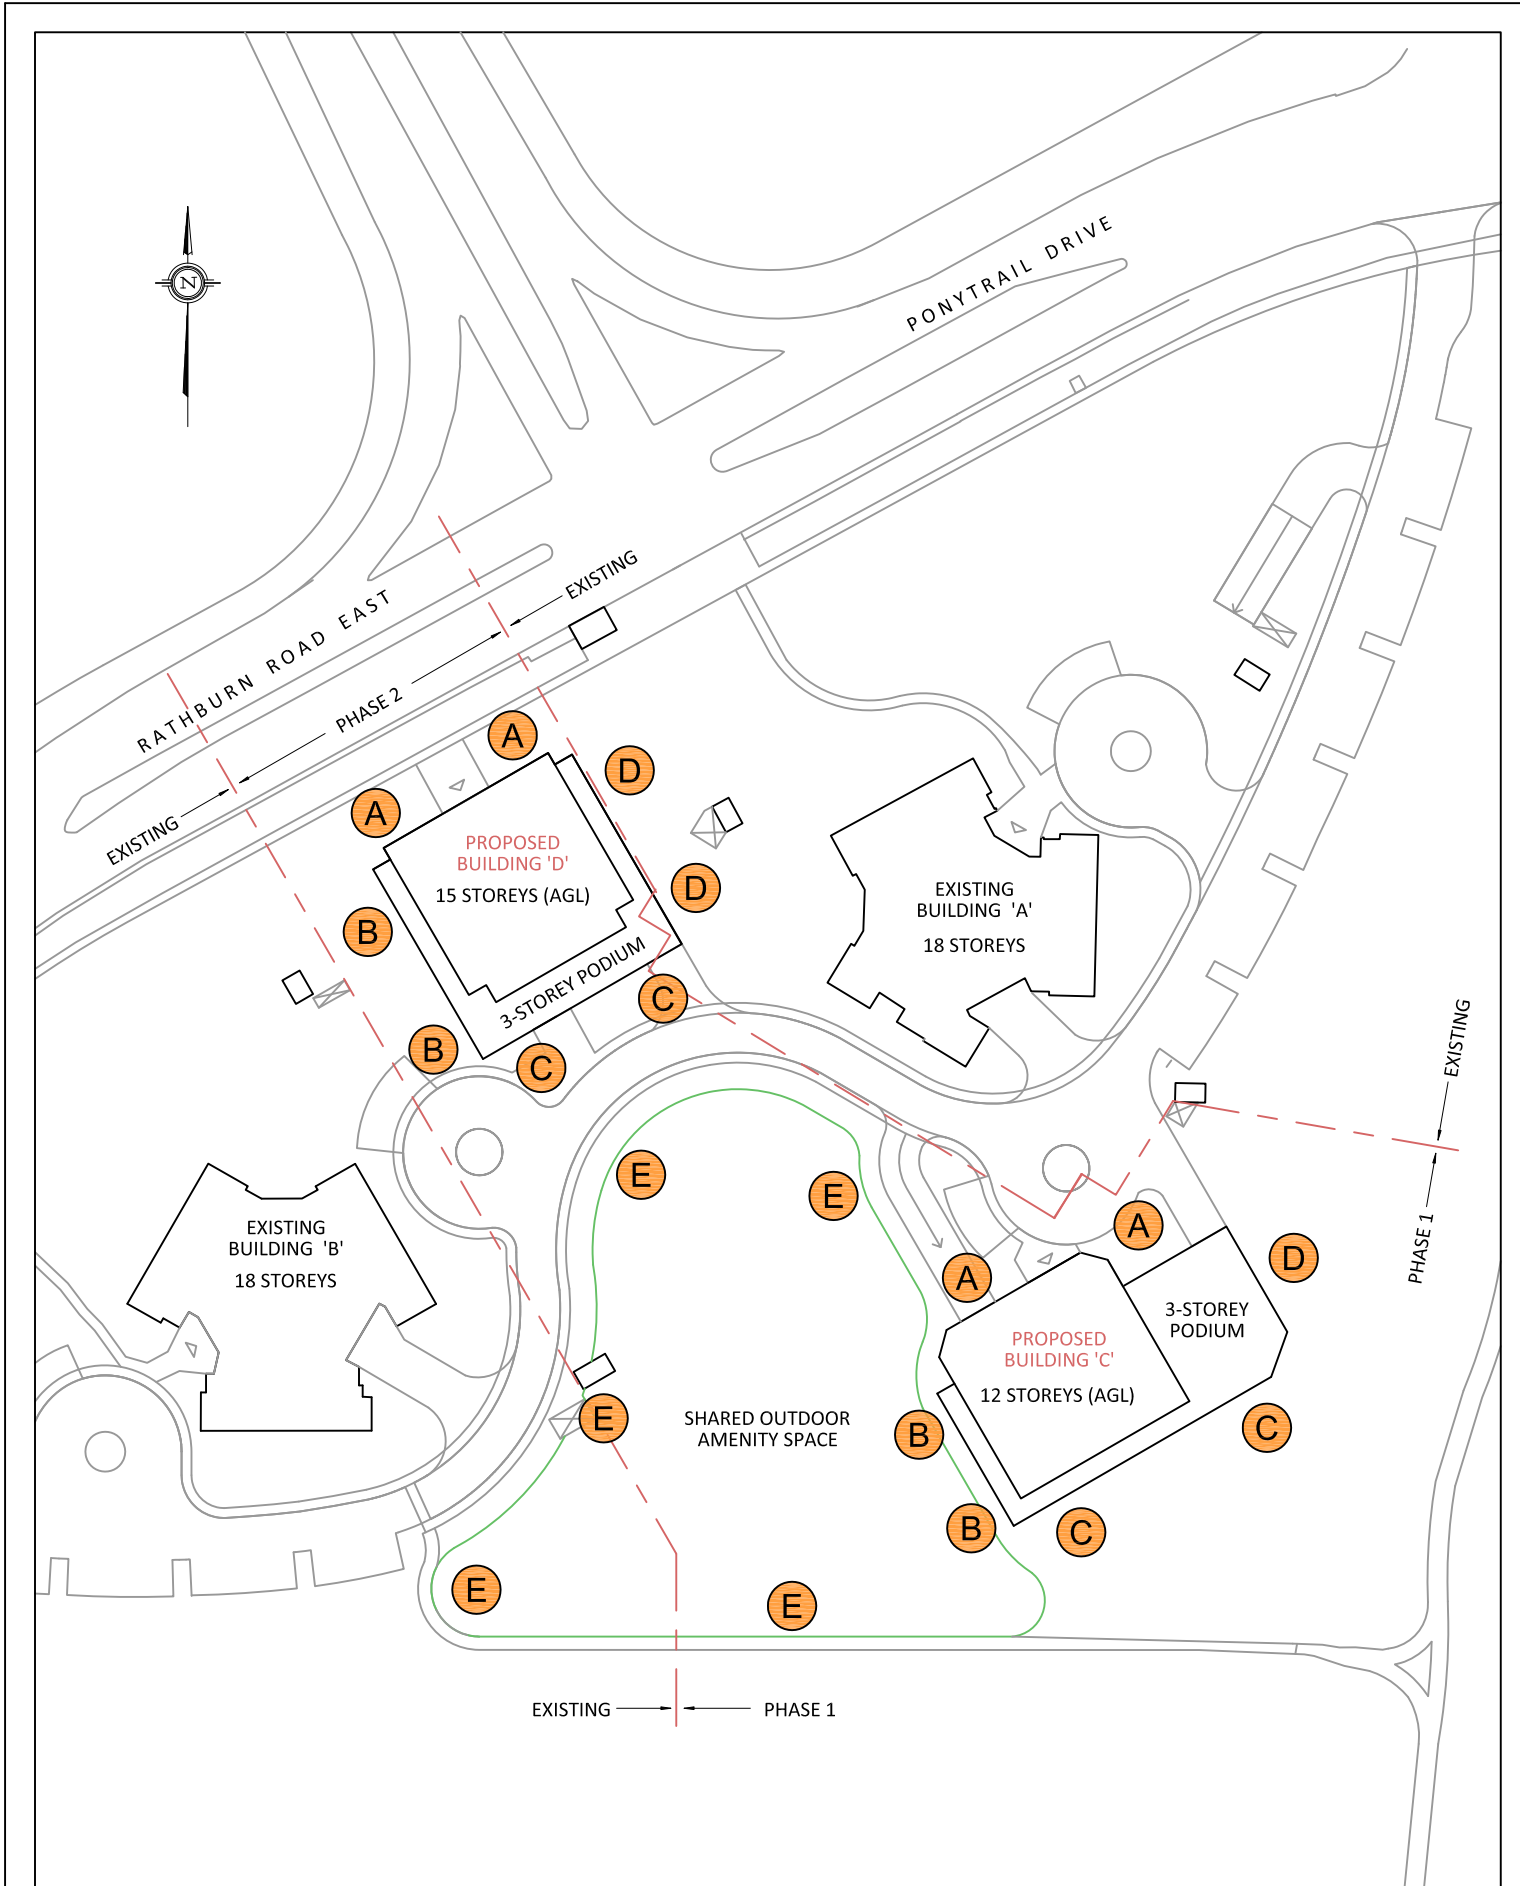 PONYTRAIL DRIVE
N
RATHBURN ROAD EAST
EXISTING
PHASE 2
EXISTING
A
A
D
D
B
B
C
C
PROPOSED
BUILDING 'D'
15 STOREYS (AGL)
3-STOREY PODIUM
EXISTING
BUILDING 'A'
18 STOREYS
EXISTING
PHASE 1
EXISTING
BUILDING 'B'
18 STOREYS
E
E
E
E
E
SHARED OUTDOOR
AMENITY SPACE
A
A
D
B
B
C
C
3-STOREY
PODIUM
PROPOSED
BUILDING 'C'
12 STOREYS (AGL)
EXISTING
PHASE 1